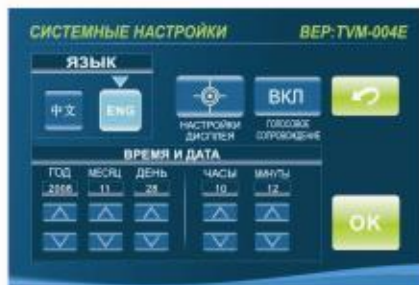 СИСТЕМНЫЕ НАСТРОЙКИ ВЕР:TVM-004E
ЯЗЫК
中文 ENG ВКЛ
НАСТРОЙКИ ДИСПЛЕЯ
ГОЛОСОВОЕ СОПРОВОЖДЕНИЕ
ВРЕМЯ И ДАТА
ГОД МЕСЯЦ ДЕНЬ ЧАСЫ МИНУТЫ
2008 11 28 10 12
OK